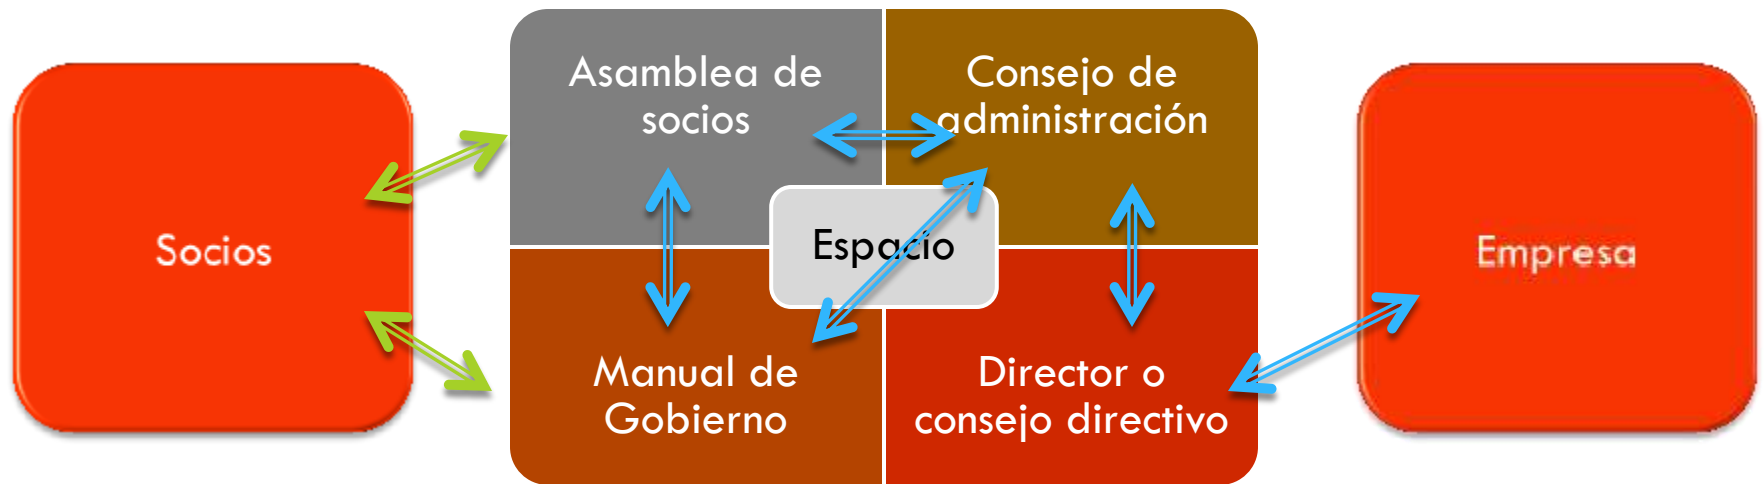 Socios
Asamblea de
socios
Consejo de
administración
Espacio
Manual de
Gobierno
Director o
consejo directivo
Empresa